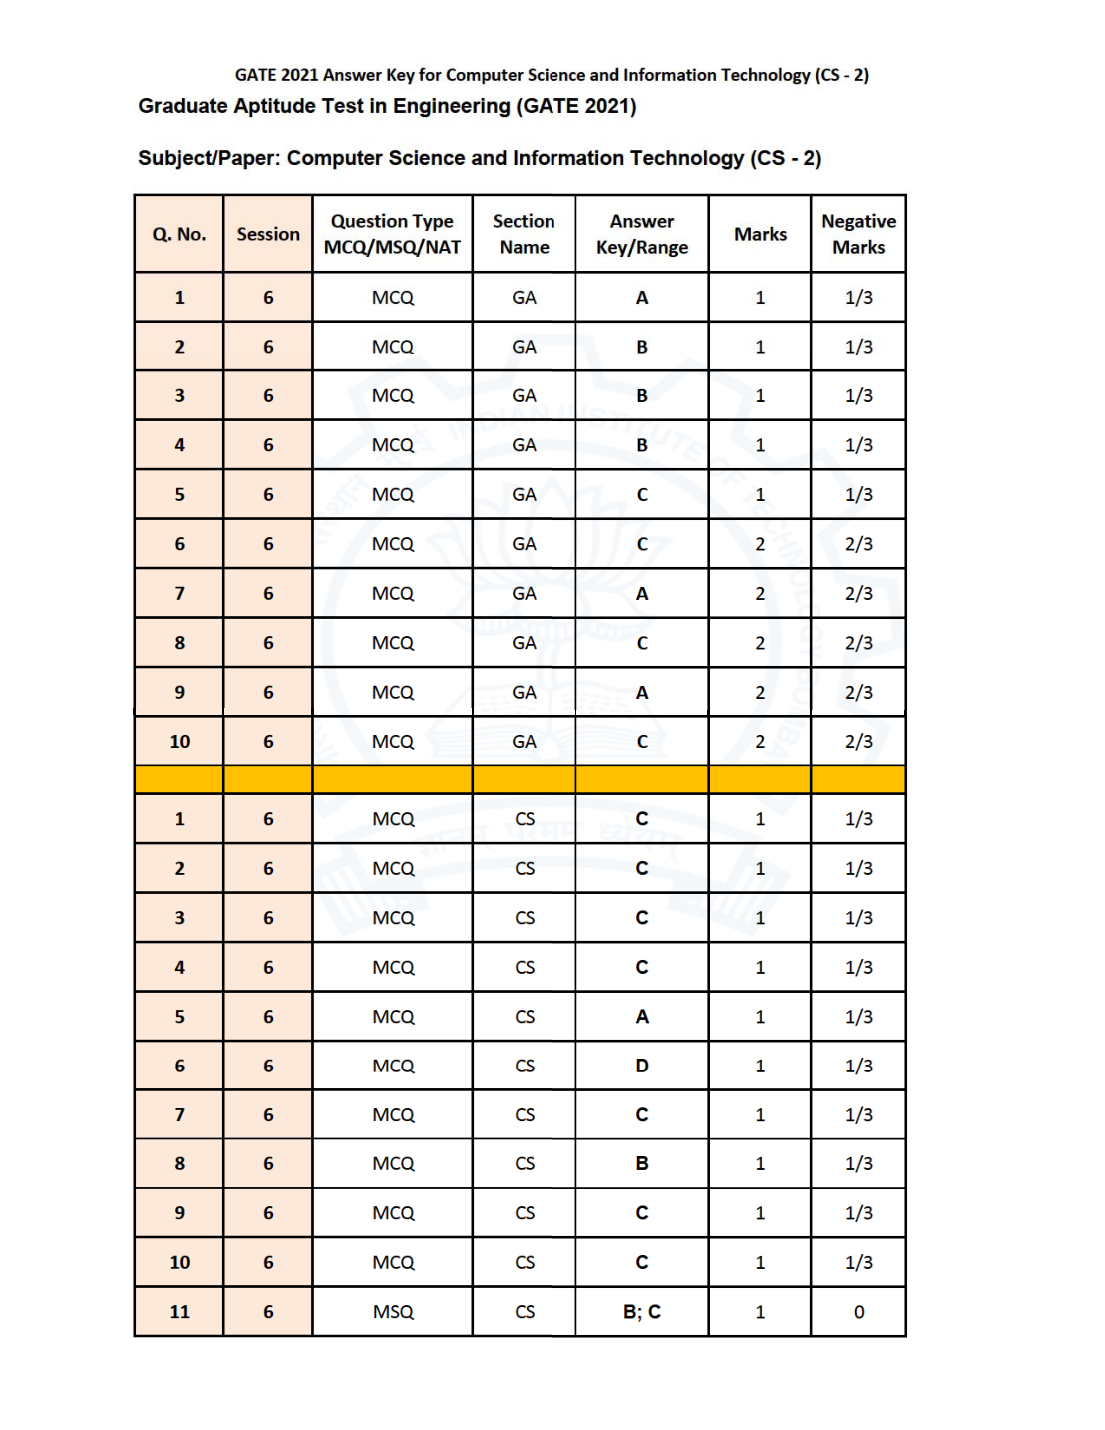 GATE 2021 Answer Key for Computer Science and Information Technology (CS - 2)
Graduate Aptitude Test in Engineering (GATE 2021)
Subject/Paper: Computer Science and Information Technology (CS - 2)
Q. No. Session Question Type MCQ/MSQ/NAT Section Name Answer Key/Range Marks Negative Marks
1 6 MCQ GA A 1 1/3
2 6 MCQ GA B 1 1/3
3 6 MCQ GA B 1 1/3
4 6 MCQ GA B 1 1/3
5 6 MCQ GA C 1 1/3
6 6 MCQ GA C 2 2/3
7 6 MCQ GA A 2 2/3
8 6 MCQ GA C 2 2/3
9 6 MCQ GA A 2 2/3
10 6 MCQ GA C 2 2/3
1 6 MCQ CS C 1 1/3
2 6 MCQ CS C 1 1/3
3 6 MCQ CS C 1 1/3
4 6 MCQ CS C 1 1/3
5 6 MCQ CS A 1 1/3
6 6 MCQ CS D 1 1/3
7 6 MCQ CS C 1 1/3
8 6 MCQ CS B 1 1/3
9 6 MCQ CS C 1 1/3
10 6 MCQ CS C 1 1/3
11 6 MSQ CS B; C 1 0
INDIAN INSTITUTE OF TECHNOLOGY BOMBAY